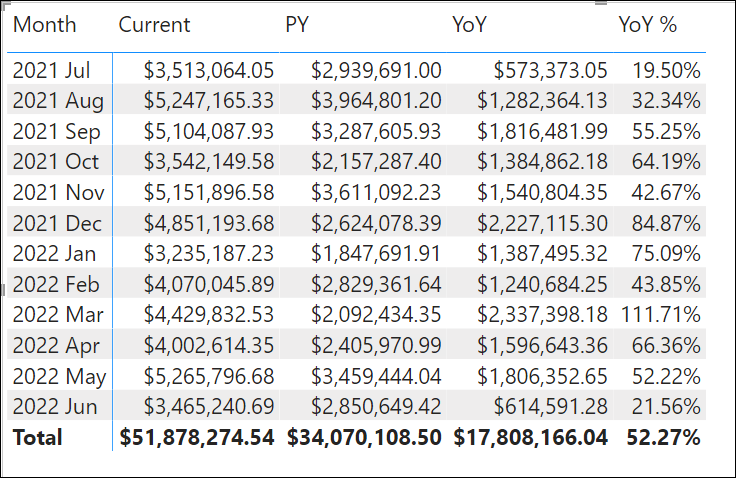 Month Current PY YoY YoY %
2021 Jul $3,513,064.05 $2,939,691.00 $573,373.05 19.50%
2021 Aug $5,247,165.33 $3,964,801.20 $1,282,364.13 32.34%
2021 Sep $5,104,087.93 $3,287,605.93 $1,816,481.99 55.25%
2021 Oct $3,542,149.58 $2,157,287.40 $1,384,862.18 64.19%
2021 Nov $5,151,896.58 $3,611,092.23 $1,540,804.35 42.67%
2021 Dec $4,851,193.68 $2,624,078.39 $2,227,115.30 84.87%
2022 Jan $3,235,187.23 $1,847,691.91 $1,387,495.32 75.09%
2022 Feb $4,070,045.89 $2,829,361.64 $1,240,684.25 43.85%
2022 Mar $4,429,832.53 $2,092,434.35 $2,337,398.18 111.71%
2022 Apr $4,002,614.35 $2,405,970.99 $1,596,643.36 66.36%
2022 May $5,265,796.68 $3,459,444.04 $1,806,352.65 52.22%
2022 Jun $3,465,240.69 $2,850,649.42 $614,591.28 21.56%
Total $51,878,274.54 $34,070,108.50 $17,808,166.04 52.27%